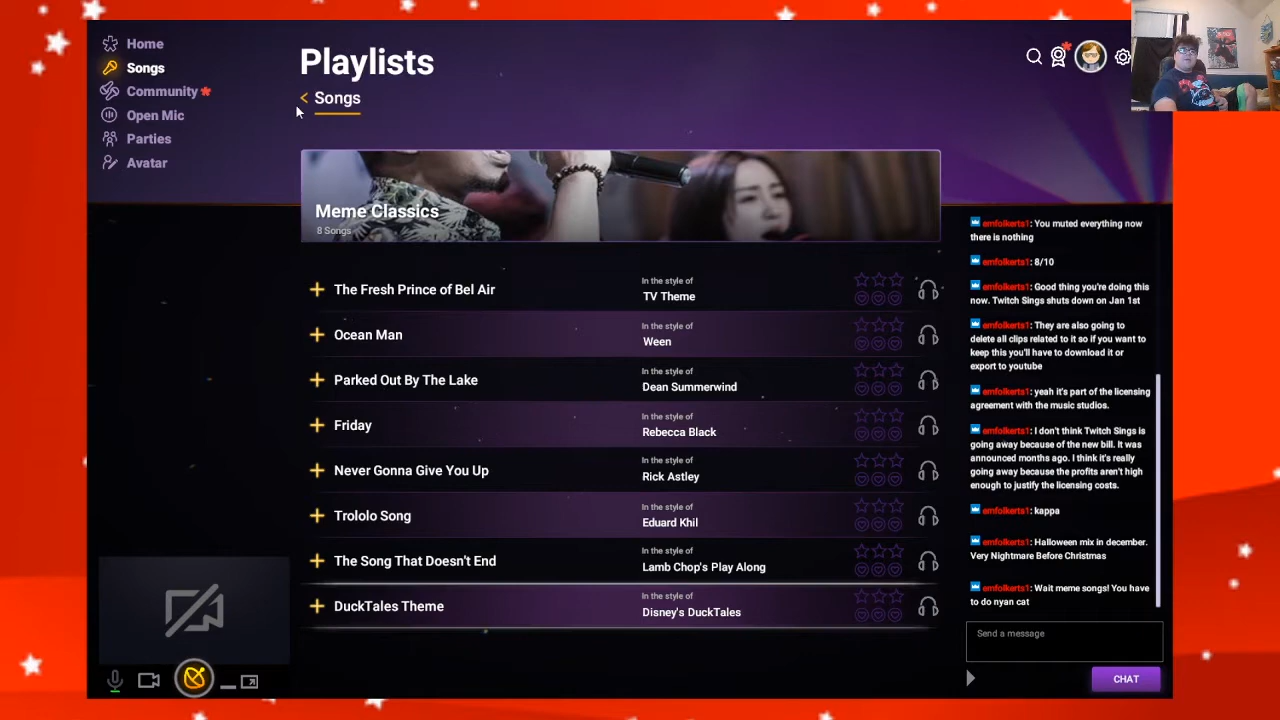 Home
Songs
Community
Open Mic
Parties
Avatar
Playlists
< Songs
Meme Classics
8 Songs
The Fresh Prince of Bel Air
In the style of
TV Theme
Ocean Man
In the style of
Ween
Parked Out By The Lake
In the style of
Dean Summerwind
Friday
In the style of
Rebecca Black
Never Gonna Give You Up
In the style of
Rick Astley
Trololo Song
In the style of
Eduard Khil
The Song That Doesn't End
In the style of
Lamb Chop's Play Along
DuckTales Theme
In the style of
Disney's DuckTales
emfolkerts1: You muted everything now
there is nothing
emfolkerts1: 8/10
emfolkerts1: Good thing you're doing this
now. Twitch Sings shuts down on Jan 1st
emfolkerts1: They are also going to
delete all clips related to it so if you want to
keep this you'll have to download it or
export to youtube
emfolkerts1: yeah it's part of the licensing
agreement with the music studios.
emfolkerts1: I don't think Twitch Sings is
going away because of the new bill. It was
announced months ago. I think it's really
going away because the profits aren't high
enough to justify the licensing costs.
emfolkerts1: kappa
emfolkerts1: Halloween mix in december.
Very Nightmare Before Christmas
emfolkerts1: Wait meme songs! You have
to do nyan cat
Send a message
CHAT